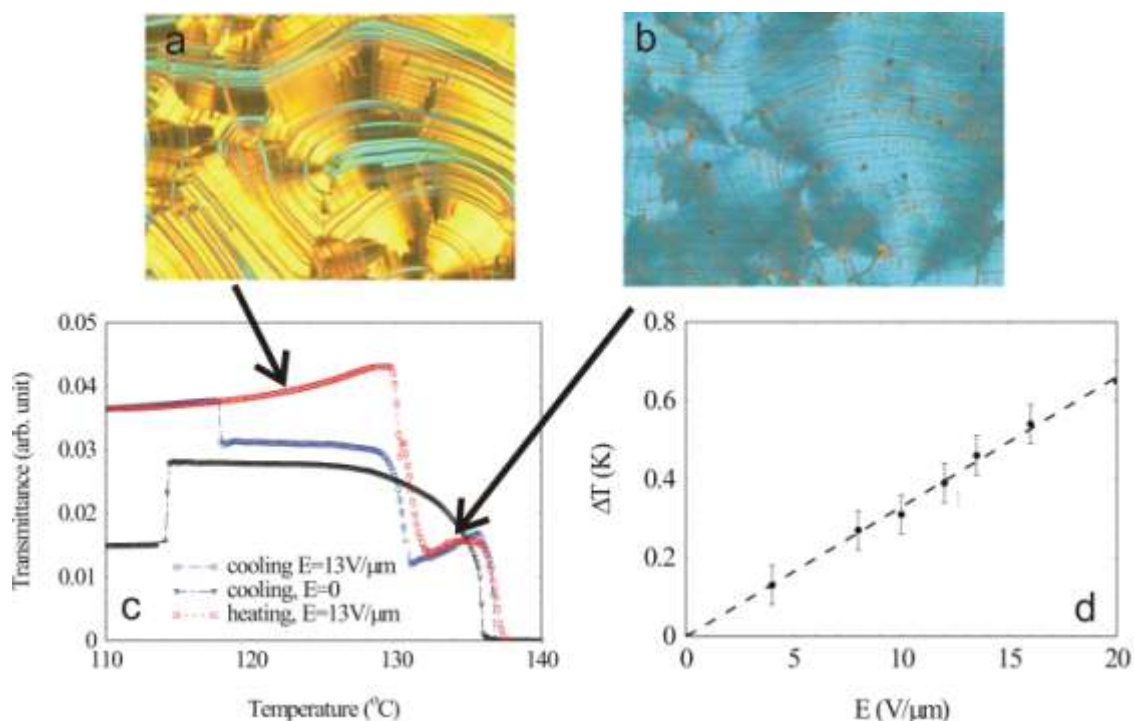 a
b
0.05
0.04
0.03
0.02
0.01
0
Transmittance (arb. unit)
cooling E=13V/μm
cooling, E=0
heating, E=13V/μm
c
110
120
130
140
Temperature (⁰C)
0.8
0.6
0.4
0.2
0
ΔT (K)
d
0
5
10
15
20
E (V/μm)